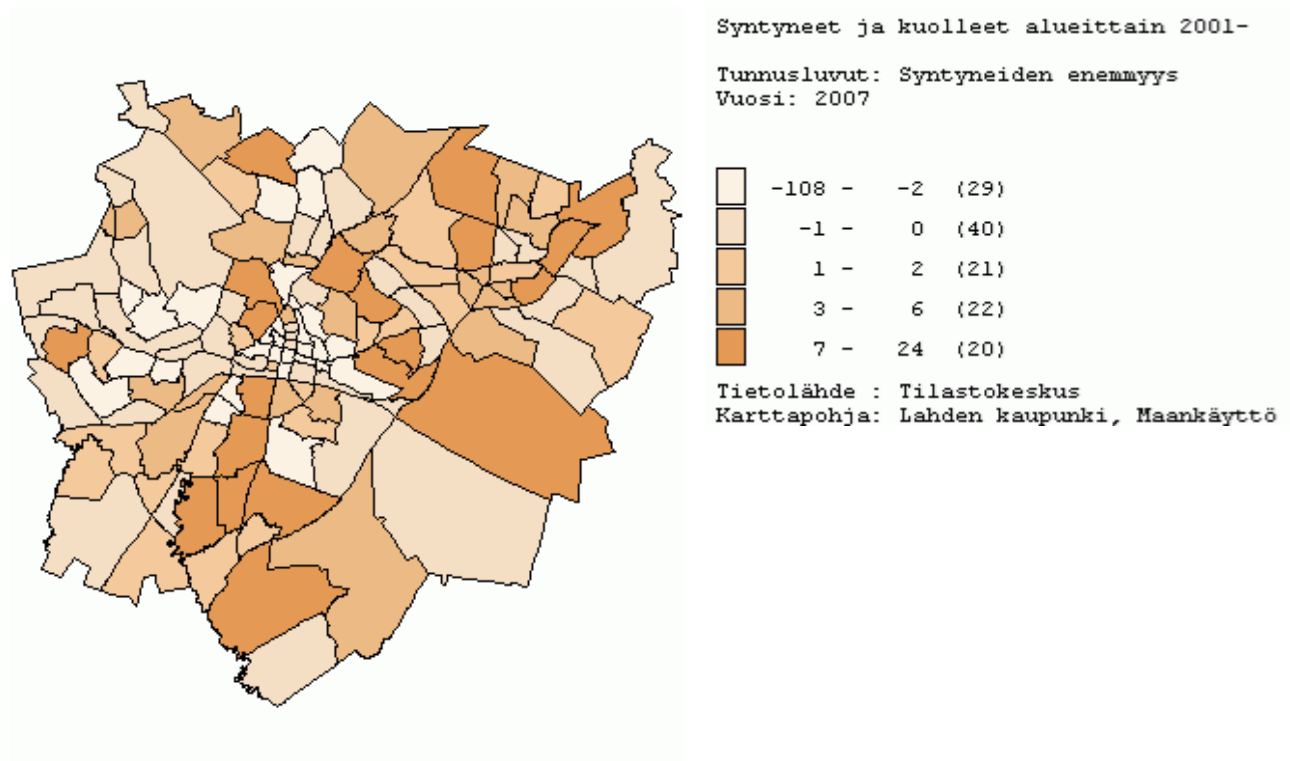 Syntyneet ja kuolleet alueittain 2001-
Tunnusluvut: Syntyneiden enemmyys
Vuosi: 2007
-108 - -2 (29)
-1 - 0 (40)
1 - 2 (21)
3 - 6 (22)
7 - 24 (20)
Tietolähde : Tilastokeskus
Karttapohja: Lahden kaupunki, Maankäyttö